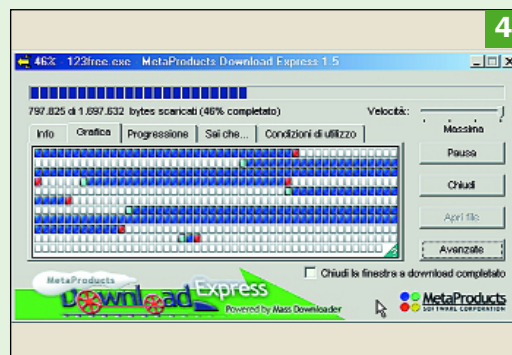 4
46% - 123free.exe - MetaProducts Download Express 1.5
797.825 di 1.697.632 bytes scaricati (46% completato)
Velocità:
Massima
Info
Grafica
Progressione
Sai che...
Condizioni di utilizzo
Pausa
Chiudi
Apri file
Avanzate
Chiudi la finestra a download completato
MetaProducts
Download Express
Powered by Mass Downloader
MetaProducts
SOFTWARE CORPORATION